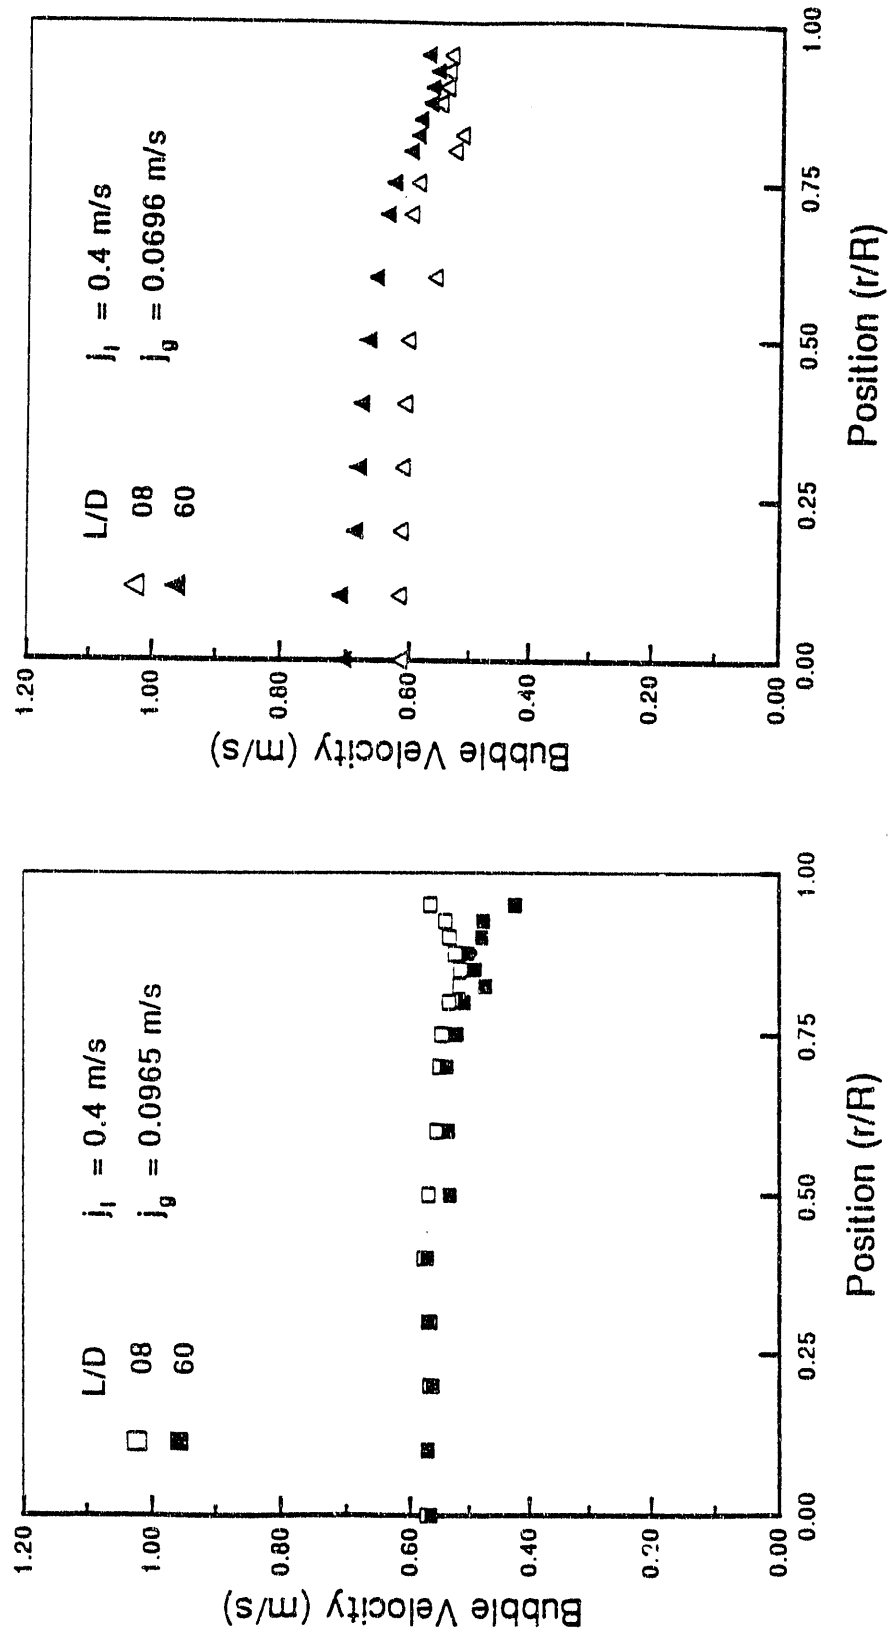 1.20
1.00
0.80
0.60
0.40
0.20
0.00
Bubble Velocity (m/s)
0.00
0.25
0.50
0.75
1.00
Position (r/R)
L/D
08
60
j_l = 0.4 m/s
j_g = 0.0965 m/s
1.20
1.00
0.80
0.60
0.40
0.20
0.00
Bubble Velocity (m/s)
0.00
0.25
0.50
0.75
1.00
Position (r/R)
L/D
08
60
j_l = 0.4 m/s
j_g = 0.0696 m/s